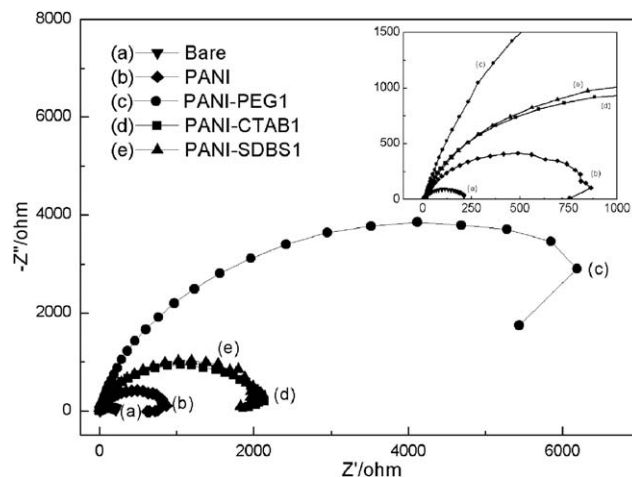 -8000
-6000
-4000
-2000
0
-Z''/ohm
(a) Bare
(b) PANI
(c) PANI-PEG1
(d) PANI-CTAB1
(e) PANI-SDBS1
1500
1000
500
250
0
0 250 500 750 1000
(c)
(e)
(d)
(b)
(a)
(c)
(e)
(d)
(b)
(a)
0 2000 4000 6000
Z'/ohm